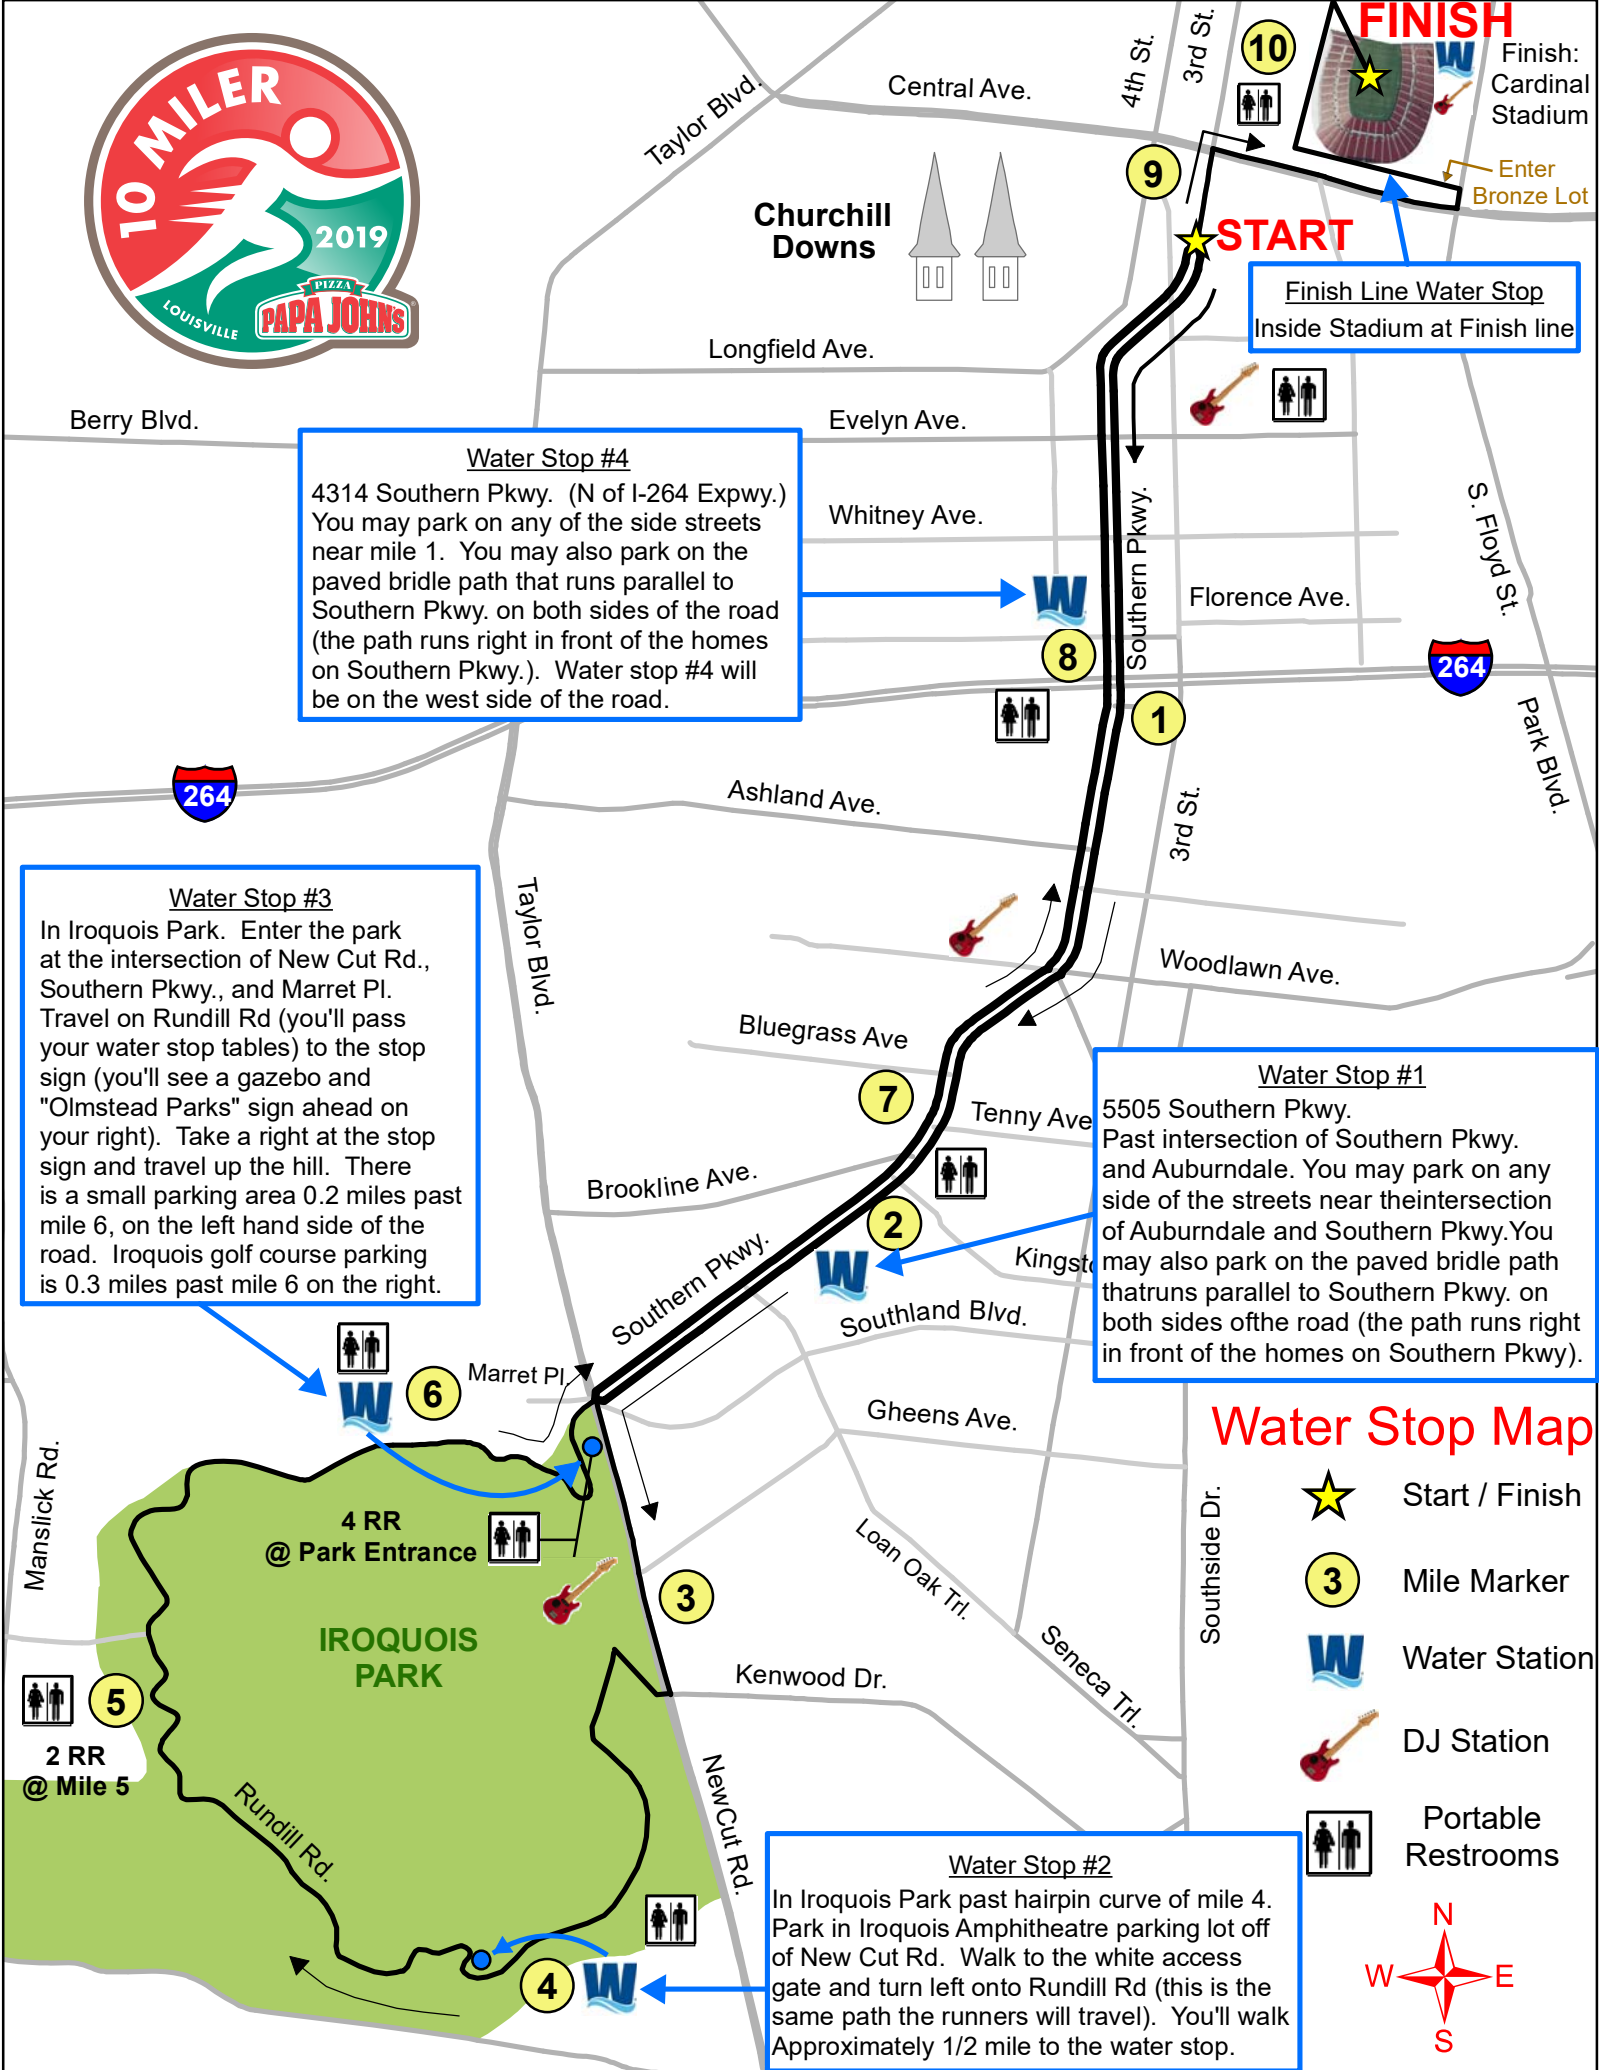 10 MILER
2019
LOUISVILLE
PIZZA
PAPA JOHN'S
FINISH
Finish:
Cardinal
Stadium
10
3rd St.
4th St.
Central Ave.
Taylor Blvd.
9
Enter
Bronze Lot
Churchill
Downs
START
Finish Line Water Stop
Inside Stadium at Finish line
Longfield Ave.
Berry Blvd.
Evelyn Ave.
Water Stop #4
4314 Southern Pkwy.  (N of I-264 Expwy.)
You may park on any of the side streets
near mile 1.  You may also park on the
paved bridle path that runs parallel to
Southern Pkwy. on both sides of the road
(the path runs right in front of the homes
on Southern Pkwy.).  Water stop #4 will
be on the west side of the road.
Whitney Ave.
Southern Pkwy.
S. Floyd St.
Florence Ave.
8
264
1
Park Blvd.
264
Ashland Ave.
3rd St.
Water Stop #3
In Iroquois Park.  Enter the park
at the intersection of New Cut Rd.,
Southern Pkwy., and Marret Pl.
Travel on Rundill Rd (you'll pass
your water stop tables) to the stop
sign (you'll see a gazebo and
"Olmstead Parks" sign ahead on
your right).  Take a right at the stop
sign and travel up the hill.  There
is a small parking area 0.2 miles past
mile 6, on the left hand side of the
road.  Iroquois golf course parking
is 0.3 miles past mile 6 on the right.
Taylor Blvd.
Woodlawn Ave.
Bluegrass Ave
7
Tenny Ave
Water Stop #1
5505 Southern Pkwy.
Past intersection of Southern Pkwy.
and Auburndale. You may park on any
side of the streets near theintersection
of Auburndale and Southern Pkwy.You
may also park on the paved bridle path
thatruns parallel to Southern Pkwy. on
both sides ofthe road (the path runs right
in front of the homes on Southern Pkwy).
Brookline Ave.
2
Kingsto
Southern Pkwy.
Southland Blvd.
Marret Pl.
6
Gheens Ave.
Water Stop Map
Start / Finish
3 Mile Marker
Water Station
DJ Station
Portable
Restrooms
Manslick Rd.
4 RR
@ Park Entrance
Loan Oak Trl.
Southside Dr.
3
IROQUOIS
PARK
Seneca Trl.
Kenwood Dr.
5
2 RR
@ Mile 5
Rundill Rd.
NewCut Rd.
Water Stop #2
In Iroquois Park past hairpin curve of mile 4.
Park in Iroquois Amphitheatre parking lot off
of New Cut Rd.  Walk to the white access
gate and turn left onto Rundill Rd (this is the
same path the runners will travel).  You'll walk
Approximately 1/2 mile to the water stop.
4
N
W E
S